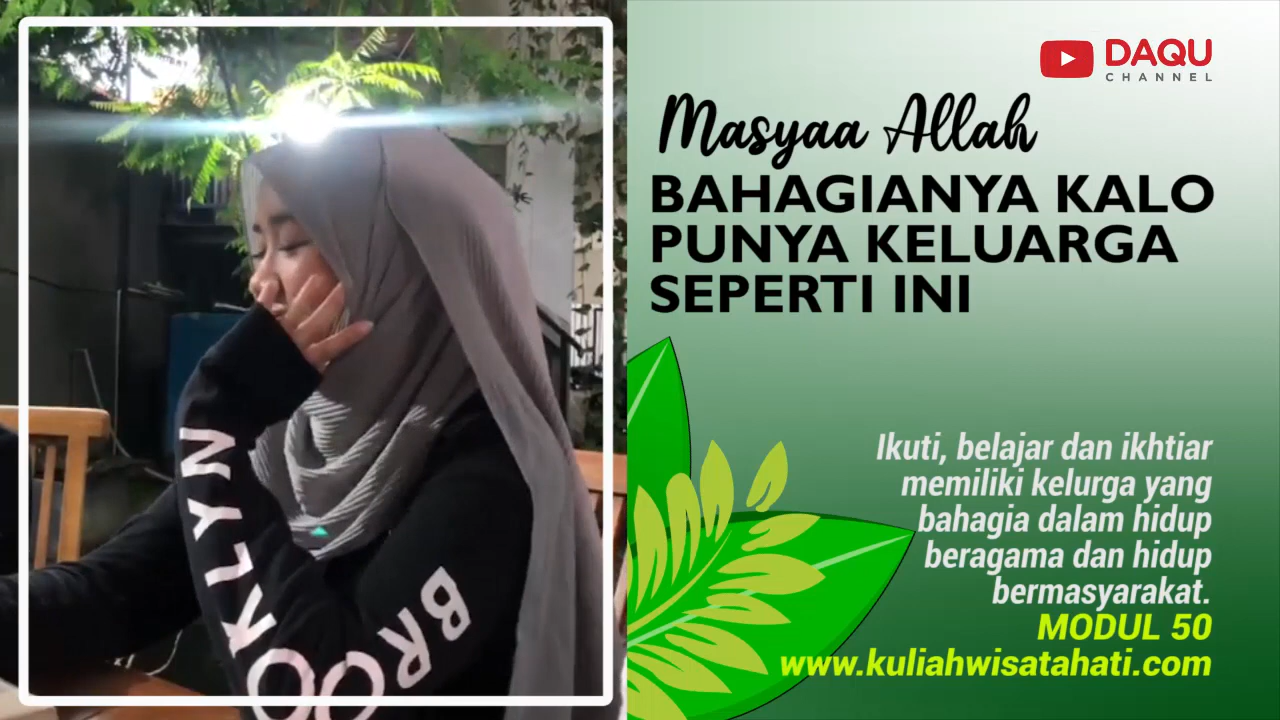 DAQU
CHANNEL
Masyaa Allah
BAHAGIANYA KALO
PUNYA KELUARGA
SEPERTI INI
Ikuti, belajar dan ikhtiar
memiliki kelurga yang
bahagia dalam hidup
beragama dan hidup
bermasyarakat.
MODUL 50
www.kuliahwisatahati.com
BROOKLYN